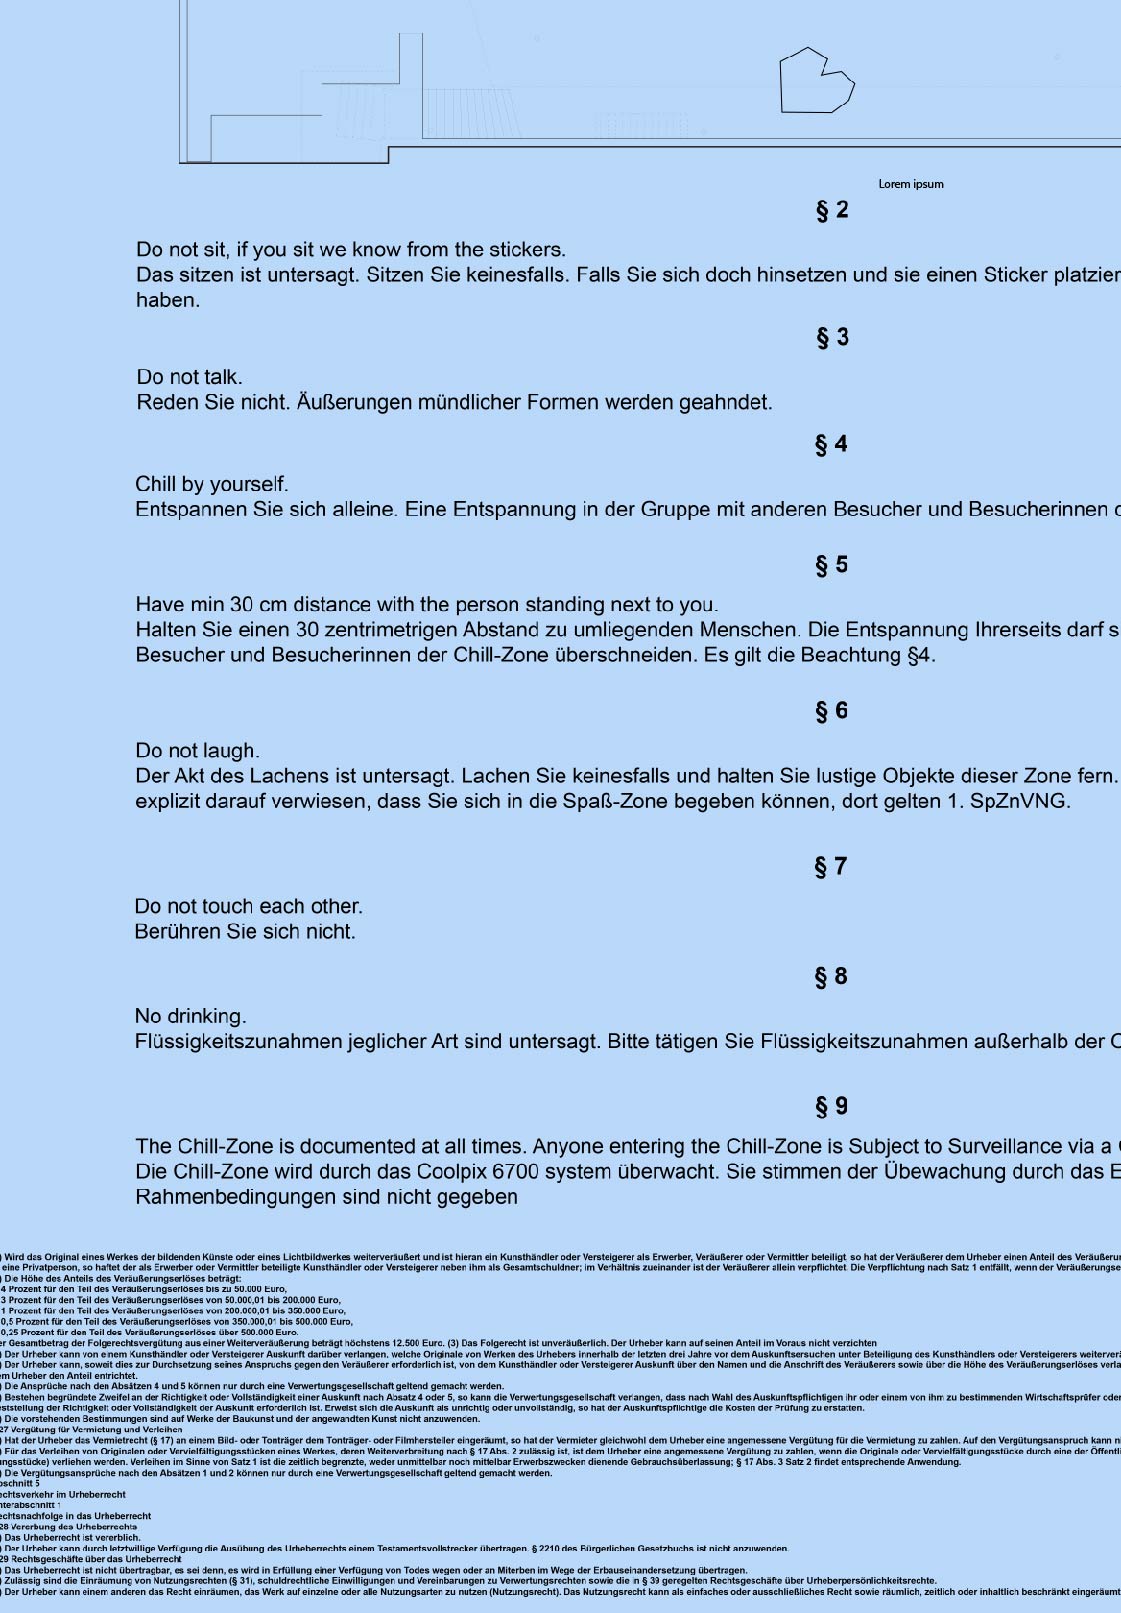 Lorem ipsum
§ 2
Do not sit, if you sit we know from the stickers.
Das sitzen ist untersagt. Sitzen Sie keinesfalls. Falls Sie sich doch hinsetzen und sie einen Sticker platzier
haben.
§ 3
Do not talk.
Reden Sie nicht. Äußerungen mündlicher Formen werden geahndet.
§ 4
Chill by yourself.
Entspannen Sie sich alleine. Eine Entspannung in der Gruppe mit anderen Besucher und Besucherinnen
§ 5
Have min 30 cm distance with the person standing next to you.
Halten Sie einen 30 zentrimetrigen Abstand zu umliegenden Menschen. Die Entspannung Ihrerseits darf s
Besucher und Besucherinnen der Chill-Zone überschneiden. Es gilt die Beachtung §4.
§ 6
Do not laugh.
Der Akt des Lachens ist untersagt. Lachen Sie keinesfalls und halten Sie lustige Objekte dieser Zone fern.
explizit darauf verwiesen, dass Sie sich in die Spaß-Zone begeben können, dort gelten 1. SpZnVNG.
§ 7
Do not touch each other.
Berühren Sie sich nicht.
§ 8
No drinking.
Flüssigkeitszunahmen jeglicher Art sind untersagt. Bitte tätigen Sie Flüssigkeitszunahmen außerhalb der
§ 9
The Chill-Zone is documented at all times. Anyone entering the Chill-Zone is Subject to Surveillance via a
Die Chill-Zone wird durch das Coolpix 6700 system überwacht. Sie stimmen der Übewachung durch das E
Rahmenbedingungen sind nicht gegeben
) Wird das Original eines Werkes der bildenden Künste oder eines Lichtbildwerkes weiterveräußert und ist hieran ein Kunsthändler oder Versteigerer als Erwerber, Veräußerer oder Vermittler beteiligt, so hat der Veräußerer dem Urheber einen Anteil des Veräußerun
eine Privatperson, so haftet der als Erwerber oder Vermittler beteiligte Kunsthändler oder Versteigerer neben ihm als Gesamtschuldner; im Verhältnis zueinander ist der Veräußerer allein verpflichtet. Die Verpflichtung nach Satz 1 entfällt, wenn der Veräußerungse
) Die Höhe des Anteils des Veräußerungserlöses beträgt:
4 Prozent für den Teil des Veräußerungserlöses bis zu 50.000 Euro,
3 Prozent für den Teil des Veräußerungserlöses von 50.000,01 bis 200.000 Euro,
1 Prozent für den Teil des Veräußerungserlöses von 200.000,01 bis 350.000 Euro,
0,5 Prozent für den Teil des Veräußerungserlöses von 350.000,01 bis 500.000 Euro,
0,25 Prozent für den Teil des Veräußerungserlöses über 500.000 Euro.
er Gesamtbetrag der Folgerechtsvergütung aus einer Weiterveräußerung beträgt höchstens 12.500 Euro. (3) Das Folgerecht ist unveräußerlich. Der Urheber kann auf seinen Anteil im Voraus nicht verzichten
) Der Urheber kann von einem Kunsthändler oder Versteigerer Auskunft darüber verlangen, welche Originale von Werken des Urhebers innerhalb der letzten drei Jahre vor dem Auskunftsersuchen unter Beteiligung des Kunsthändlers oder Versteigerers weiterverä
) Der Urheber kann, soweit dies zur Durchsetzung seines Anspruchs gegen den Veräußerer erforderlich ist, von dem Kunsthändler oder Versteigerer Auskunft über den Namen und die Anschrift des Veräußerers sowie über die Höhe des Veräußerungserlöses verla
em Urheber den Anteil entrichtet.
) Die Ansprüche nach den Absätzen 4 und 5 können nur durch eine Verwertungsgesellschaft geltend gemacht werden.
) Bestehen begründete Zweifel an der Richtigkeit oder Vollständigkeit einer Auskunft nach Absatz 4 oder 5, so kann die Verwertungsgesellschaft verlangen, dass nach Wahl des Auskunftspflichtigen ihr oder einem von ihm zu bestimmenden Wirtschaftsprüfer oder
eststellung der Richtigkeit oder Vollständigkeit der Auskunft erforderlich ist. Erweist sich die Auskunft als unrichtig oder unvollständig, so hat der Auskunftspflichtige die Kosten der Prüfung zu erstatten.
) Die vorstehenden Bestimmungen sind auf Werke der Baukunst und der angewandten Kunst nicht anzuwenden.
27 Vergütung für Vermietung und Verleihen
) Hat der Urheber das Vermietrecht (§ 17) an einem Bild- oder Tonträger dem Tonträger- oder Filmhersteller eingeräumt, so hat der Vermieter gleichwohl dem Urheber eine angemessene Vergütung für die Vermietung zu zahlen. Auf den Vergütungsanspruch kann ni
) Für das Verleihen von Originalen oder Vervielfältigungsstücken eines Werkes, deren Weiterverbreitung nach § 17 Abs. 2 zulässig ist, ist dem Urheber eine angemessene Vergütung zu zahlen, wenn die Originale oder Vervielfältigungsstücke durch eine der Öffentli
ungsstücke) verliehen werden. Verleihen im Sinne von Satz 1 ist die zeitlich begrenzte, weder unmittelbar noch mittelbar Erwerbszwecken dienende Gebrauchsüberlassung; § 17 Abs. 3 Satz 2 findet entsprechende Anwendung.
) Die Vergütungsansprüche nach den Absätzen 1 und 2 können nur durch eine Verwertungsgesellschaft geltend gemacht werden.
bschnitt 5
echtsverkehr im Urheberrecht
nterabschnitt 1
echtsnachfolge in das Urheberrecht
28 Vererbung des Urheberrechts
) Das Urheberrecht ist vererblich.
) Der Urheber kann durch letztwillige Verfügung die Ausübung des Urheberrechts einem Testamentsvollstrecker übertragen. § 2210 des Bürgerlichen Gesetzbuchs ist nicht anzuwenden.
29 Rechtsgeschäfte über das Urheberrecht
) Das Urheberrecht ist nicht übertragbar, es sei denn, es wird in Erfüllung einer Verfügung von Todes wegen oder an Miterben im Wege der Erbauseinandersetzung übertragen.
) Zulässig sind die Einräumung von Nutzungsrechten (§ 31), schuldrechtliche Einwilligungen und Vereinbarungen zu Verwertungsrechten sowie die in § 39 geregelten Rechtsgeschäfte über Urheberpersönlichkeitsrechte.
) Der Urheber kann einem anderen das Recht einräumen, das Werk auf einzelne oder alle Nutzungsarten zu nutzen (Nutzungsrecht). Das Nutzungsrecht kann als einfaches oder ausschließliches Recht sowie räumlich, zeitlich oder inhaltlich beschränkt eingeräumt